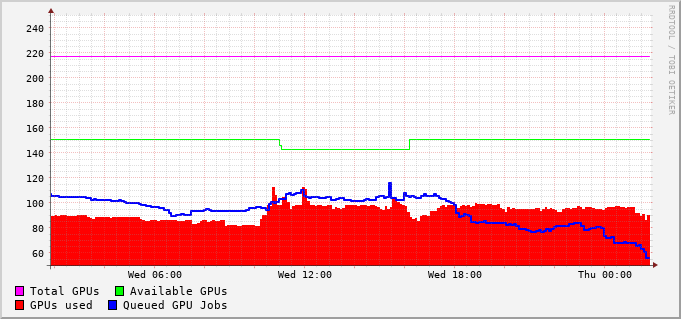 RRDTOOL / TOBI OETIKER
240
220
200
180
160
140
120
100
80
60
Wed 06:00 Wed 12:00 Wed 18:00 Thu 00:00
Total GPUs Available GPUs
GPUs used Queued GPU Jobs